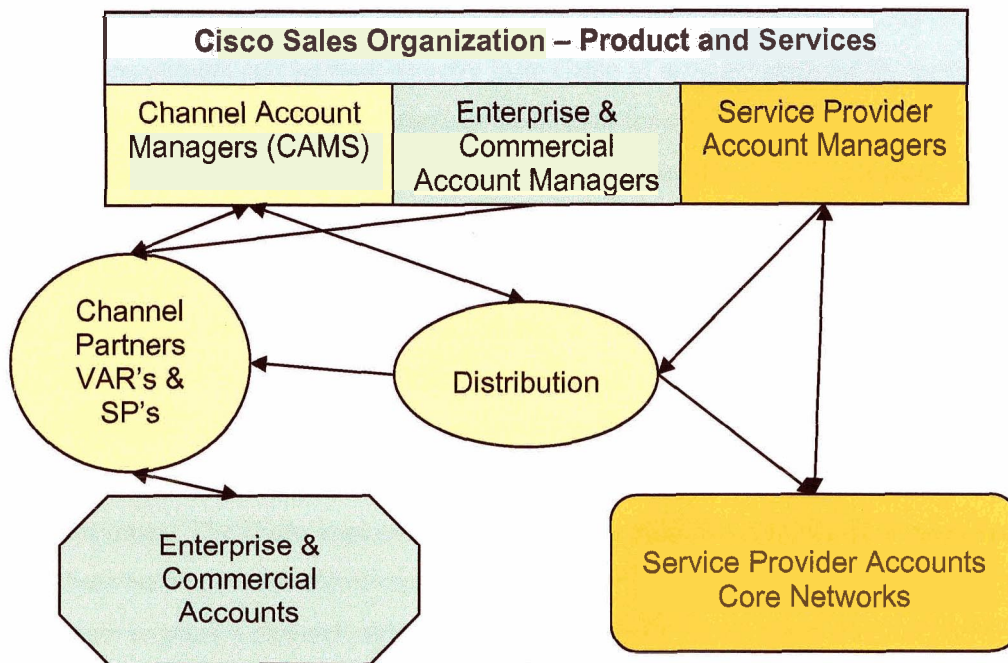 Cisco Sales Organization – Product and Services
Channel Account
Managers (CAMS)
Enterprise &
Commercial
Account Managers
Service Provider
Account Managers
Channel
Partners
VAR's &
SP's
Distribution
Enterprise &
Commercial
Accounts
Service Provider Accounts
Core Networks